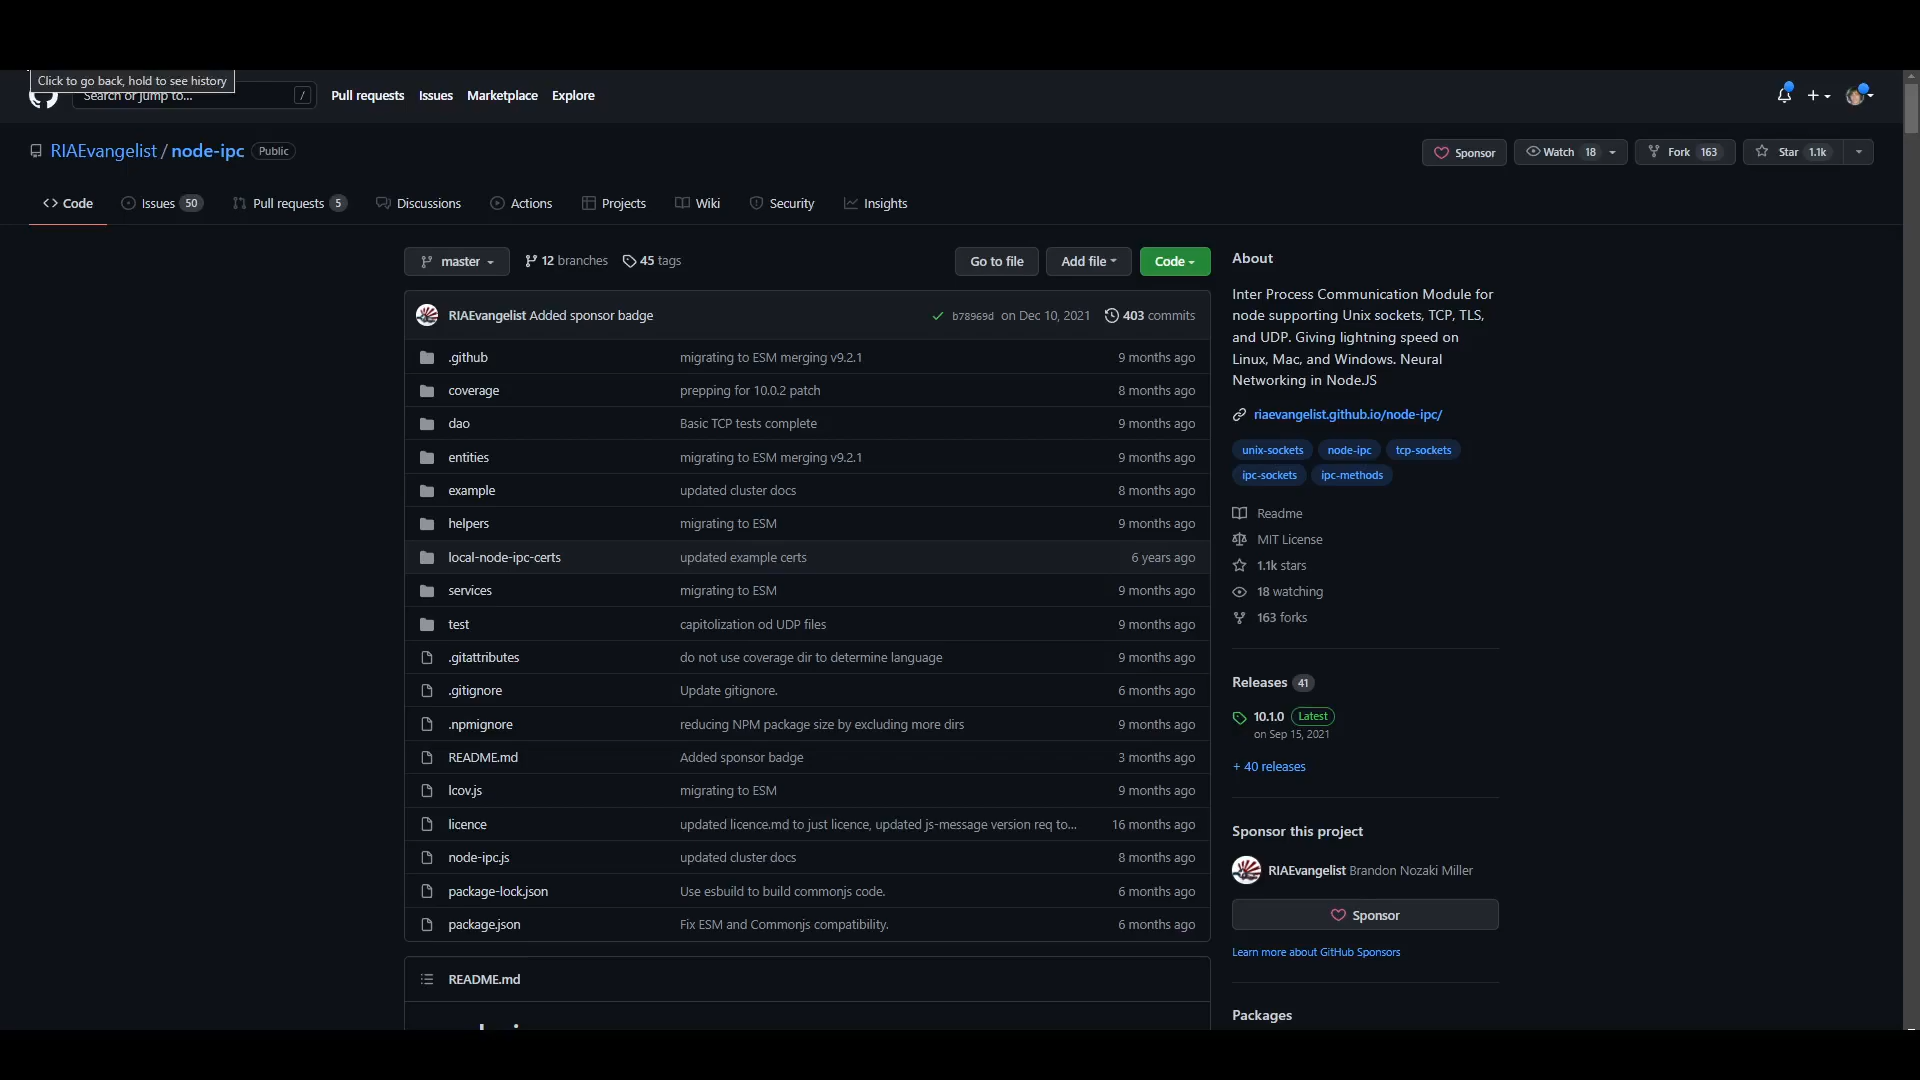 Click to go back, hold to see history
Search or jump to... / Pull requests Issues Marketplace Explore
RIAEvangelist / node-ipc Public Sponsor Watch 18 Fork 163 Star 1.1k
Code Issues 50 Pull requests 5 Discussions Actions Projects Wiki Security Insights
master 12 branches 45 tags Go to file Add file Code
RIAEvangelist Added sponsor badge b78969d on Dec 10, 2021 403 commits
.github migrating to ESM merging v9.2.1 9 months ago
coverage prepping for 10.0.2 patch 8 months ago
dao Basic TCP tests complete 9 months ago
entities migrating to ESM merging v9.2.1 9 months ago
example updated cluster docs 8 months ago
helpers migrating to ESM 9 months ago
local-node-ipc-certs updated example certs 6 years ago
services migrating to ESM 9 months ago
test capitolization od UDP files 9 months ago
.gitattributes do not use coverage dir to determine language 9 months ago
.gitignore Update gitignore. 6 months ago
.npmignore reducing NPM package size by excluding more dirs 9 months ago
README.md Added sponsor badge 3 months ago
lcov.js migrating to ESM 9 months ago
licence updated licence.md to just licence, updated js-message version req to... 16 months ago
node-ipc.js updated cluster docs 8 months ago
package-lock.json Use esbuild to build commonjs code. 6 months ago
package.json Fix ESM and Commonjs compatibility. 6 months ago
README.md
About
Inter Process Communication Module for
node supporting Unix sockets, TCP, TLS,
and UDP. Giving lightning speed on
Linux, Mac, and Windows. Neural
Networking in Node.JS
riaevangelist.github.io/node-ipc/
unix-sockets node-ipc tcp-sockets
ipc-sockets ipc-methods
Readme
MIT License
1.1k stars
18 watching
163 forks
Releases 41
10.1.0 Latest
on Sep 15, 2021
+ 40 releases
Sponsor this project
RIAEvangelist Brandon Nozaki Miller
Sponsor
Learn more about GitHub Sponsors
Packages